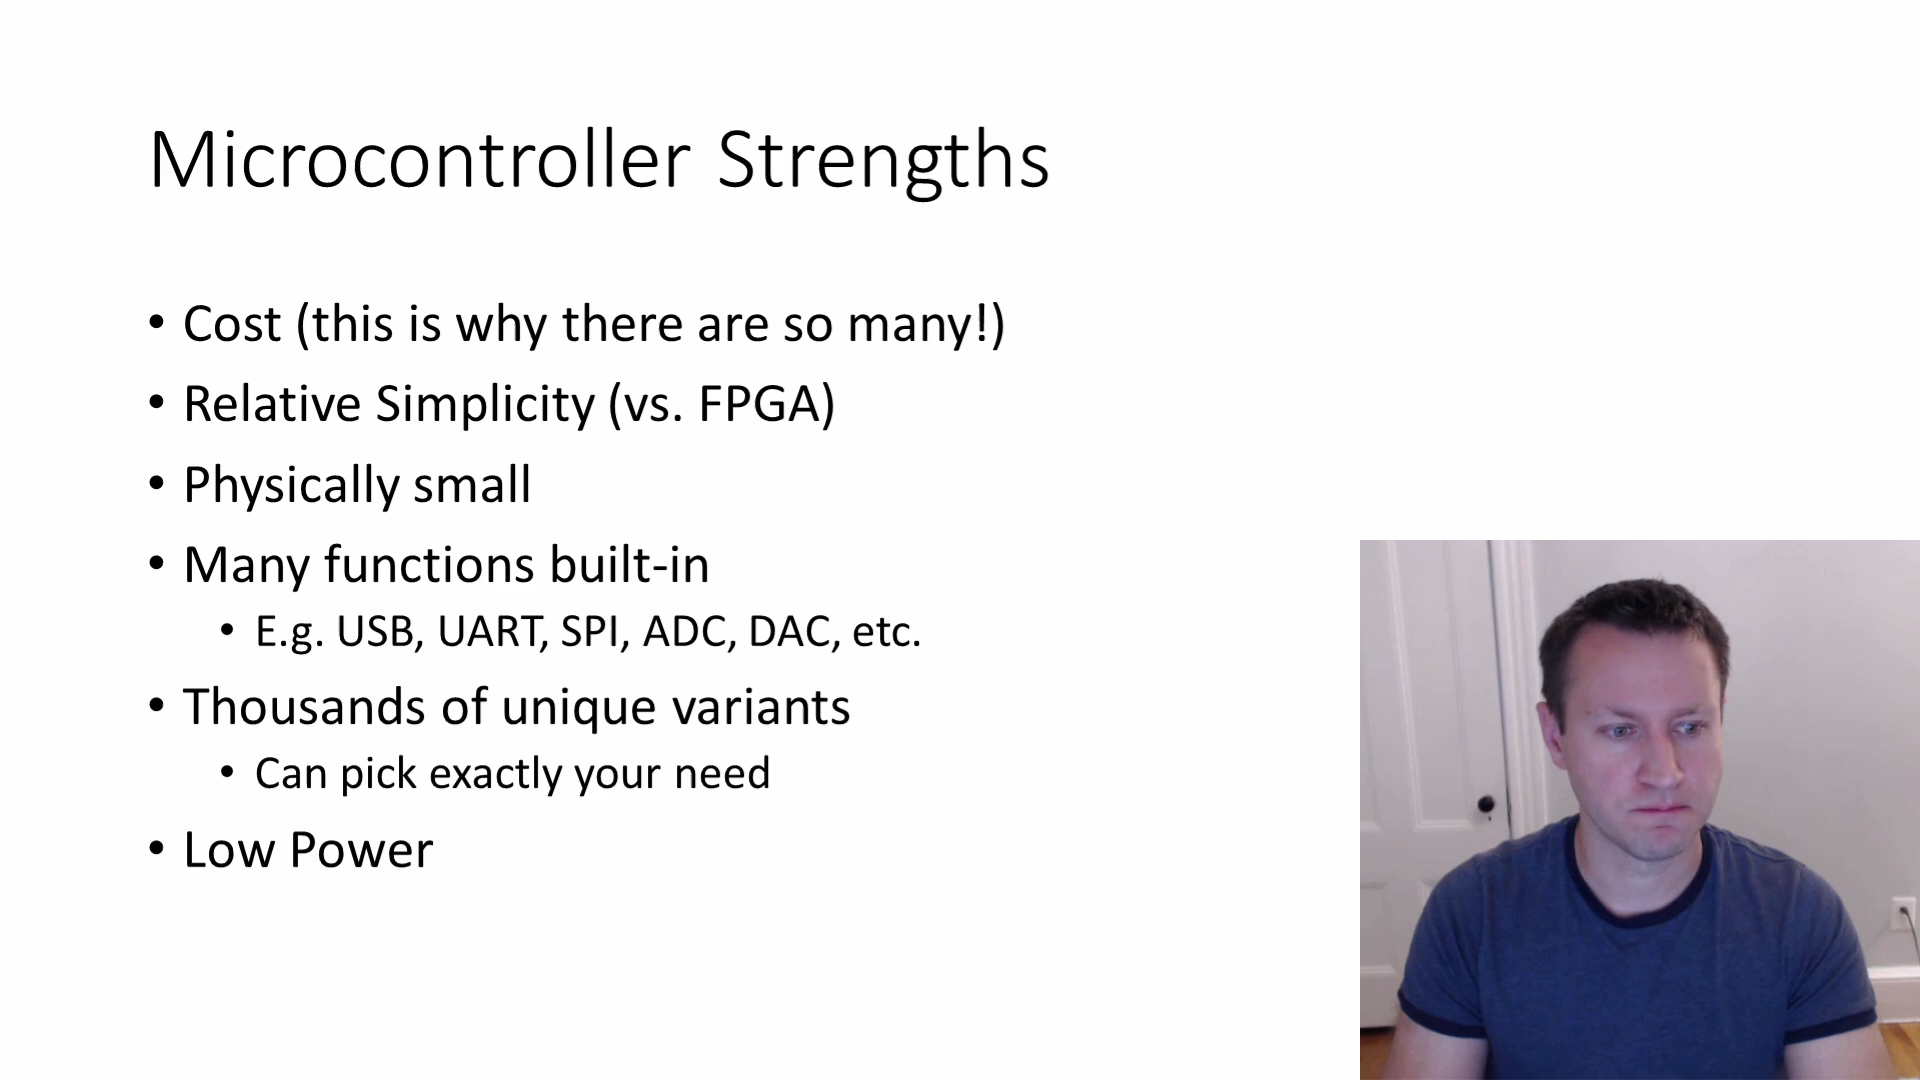 Microcontroller Strengths
• Cost (this is why there are so many!)
• Relative Simplicity (vs. FPGA)
• Physically small
• Many functions built-in
• E.g. USB, UART, SPI, ADC, DAC, etc.
• Thousands of unique variants
• Can pick exactly your need
• Low Power